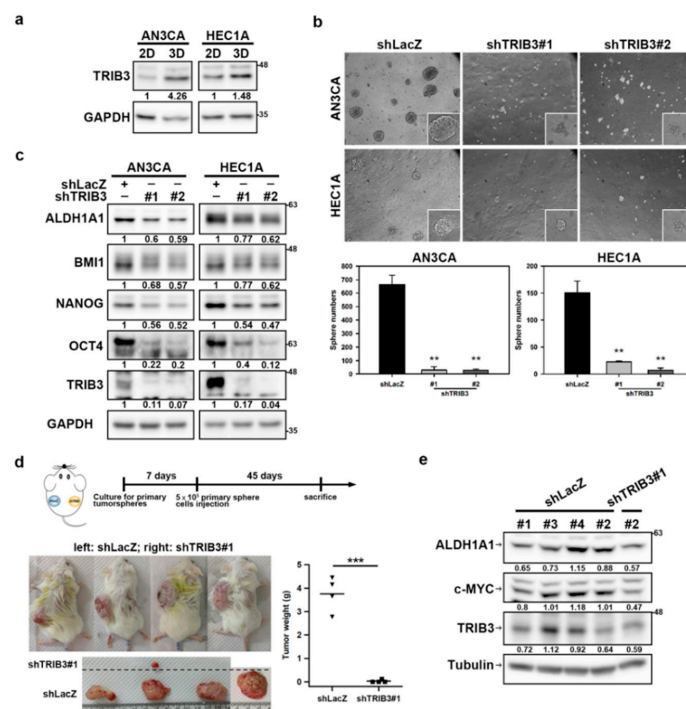 a
AN3CA HEC1A
2D 3D 2D 3D
TRIB3
48
1 4.26 1 1.48
GAPDH
35
b
shLacZ shTRIB3#1 shTRIB3#2
AN3CA
HEC1A
AN3CA
Sphere numbers
800
700
600
500
400
300
200
100
0
** **
shLacZ #1 #2
shTRIB3
HEC1A
Sphere numbers
200
150
100
50
0
** **
shLacZ #1 #2
shTRIB3
c
AN3CA HEC1A
shLacZ + − − + − −
shTRIB3 − #1 #2 − #1 #2
ALDH1A1
63
1 0.6 0.59 1 0.77 0.62
BMI1
48
1 0.68 0.57 1 0.77 0.62
NANOG
1 0.56 0.52 1 0.54 0.47
OCT4
63
1 0.22 0.2 1 0.4 0.12
TRIB3
1 0.11 0.07 1 0.17 0.04
GAPDH
35
d
7 days 45 days
Culture for primary
tumorspheres
5 × 10⁵ primary sphere
cells injection
sacrifice
left: shLacZ; right: shTRIB3#1
shTRIB3#1
shLacZ
Tumor weight (g)
5
4
3
2
1
0
***
shLacZ shTRIB3#1
e
shLacZ shTRIB3#1
#1 #3 #4 #2 #2
63
ALDH1A1→
0.65 0.73 1.15 0.88 0.57
c-MYC→
0.8 1.01 1.18 1.01 0.47
48
TRIB3→
0.72 1.12 0.92 0.64 0.59
Tubulin→